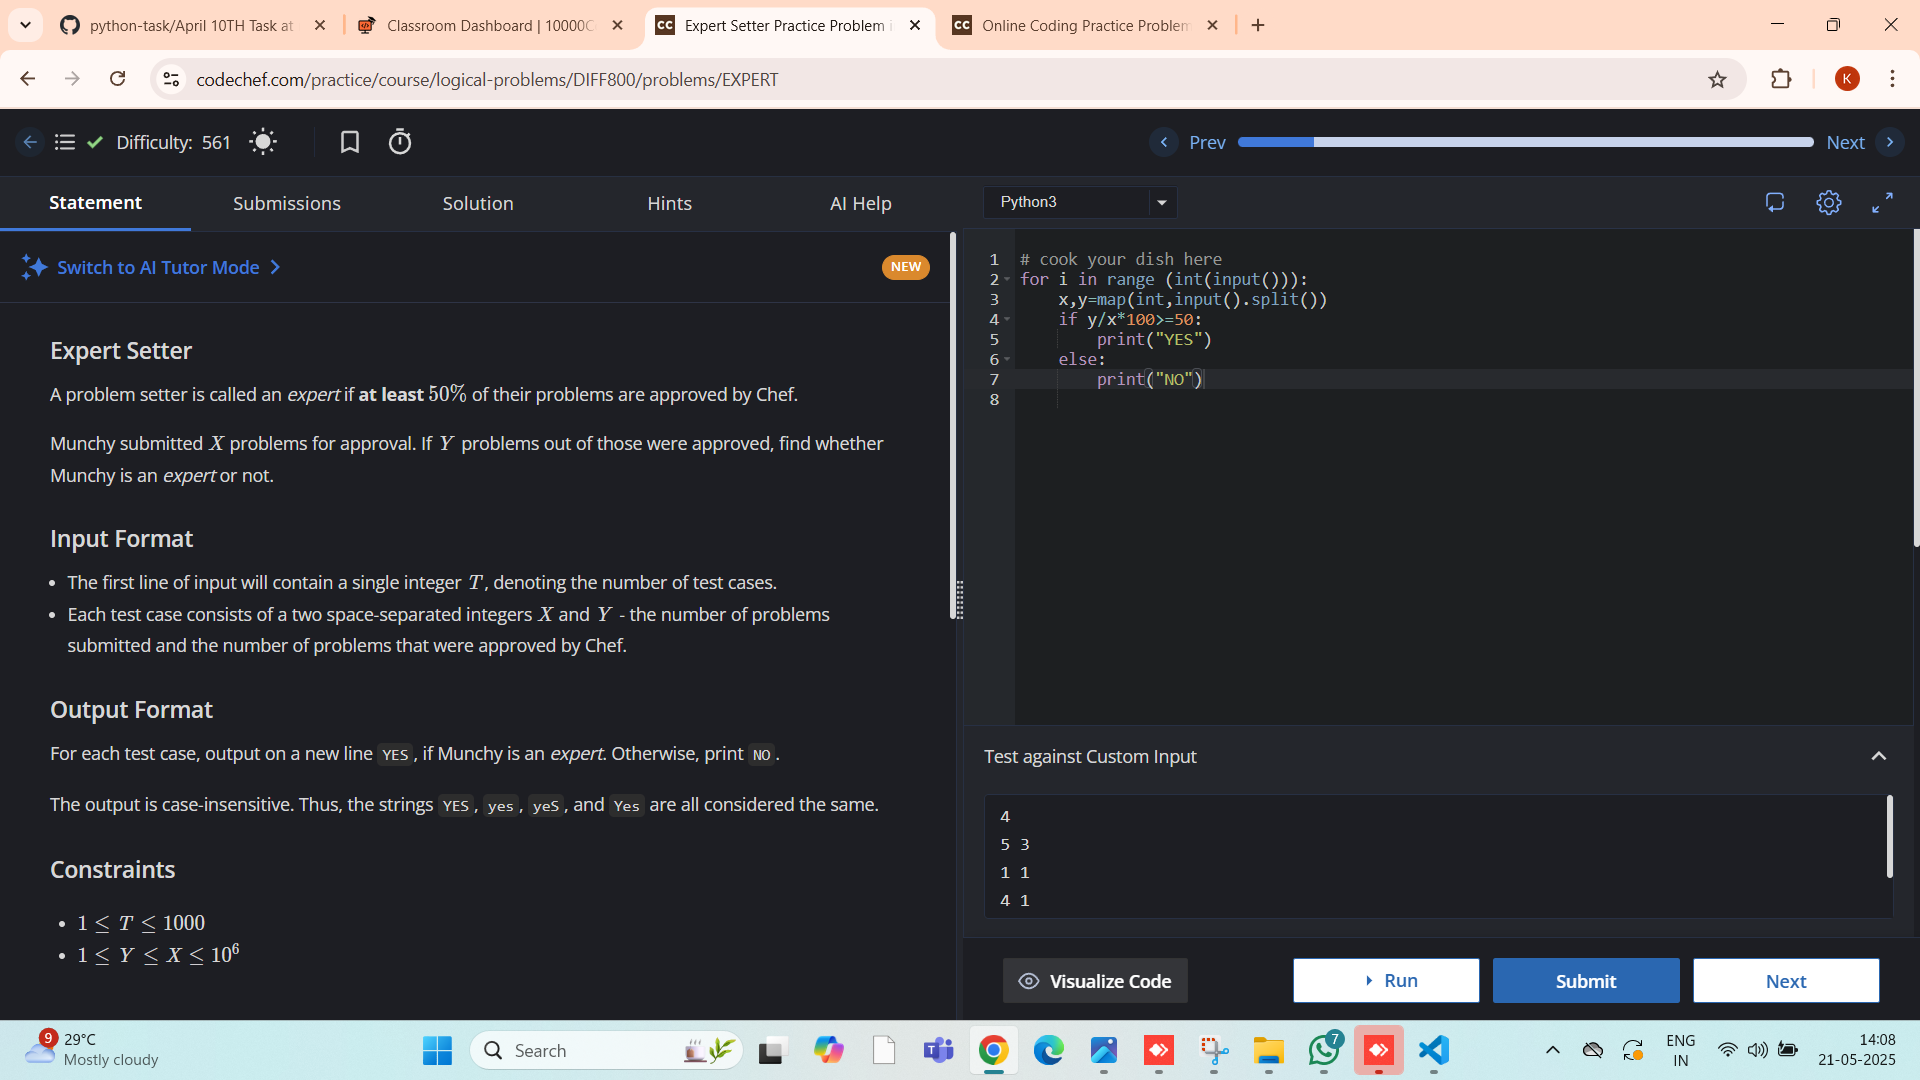 python-task/April 10TH Task at
Classroom Dashboard | 10000C
Expert Setter Practice Problem i
Online Coding Practice Problem
codechef.com/practice/course/logical-problems/DIFF800/problems/EXPERT
K
Difficulty: 561
Prev
Next
Statement
Submissions
Solution
Hints
AI Help
Python3
Switch to AI Tutor Mode
NEW
Expert Setter
A problem setter is called an expert if at least 50% of their problems are approved by Chef.
Munchy submitted X problems for approval. If Y problems out of those were approved, find whether
Munchy is an expert or not.
Input Format
• The first line of input will contain a single integer T, denoting the number of test cases.
• Each test case consists of a two space-separated integers X and Y - the number of problems
submitted and the number of problems that were approved by Chef.
Output Format
For each test case, output on a new line YES, if Munchy is an expert. Otherwise, print NO.
The output is case-insensitive. Thus, the strings YES, yes, yeS, and Yes are all considered the same.
Constraints
• 1 ≤ T ≤ 1000
• 1 ≤ Y ≤ X ≤ 10⁶
1 # cook your dish here
2 for i in range (int(input())):
3     x,y=map(int,input().split())
4     if y/x*100>=50:
5         print("YES")
6     else:
7         print("NO")
8
Test against Custom Input
4
5 3
1 1
4 1
Visualize Code
Run
Submit
Next
9
29°C
Mostly cloudy
Search
7
ENG
IN
14:08
21-05-2025